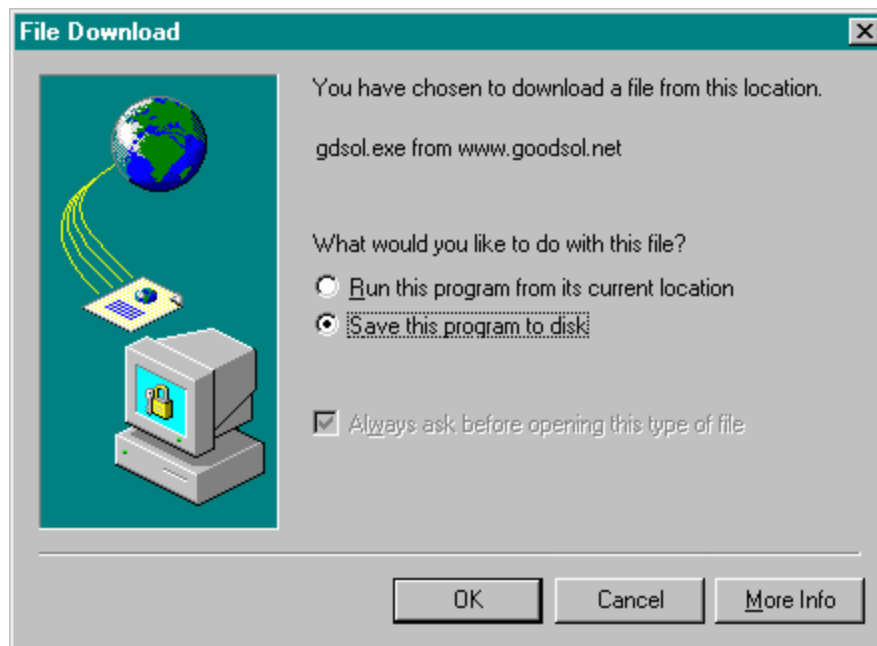 File Download
You have chosen to download a file from this location.
gdsol.exe from www.goodsol.net
What would you like to do with this file?
Run this program from its current location
Save this program to disk
Always ask before opening this type of file
OK
Cancel
More Info